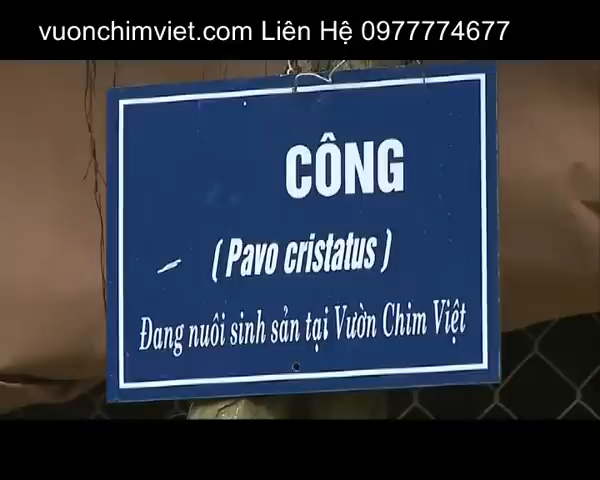 vuonchimviet.com Liên Hệ 0977774677
CÔNG
( Pavo cristatus )
Đang nuôi sinh sản tại Vườn Chim Việt